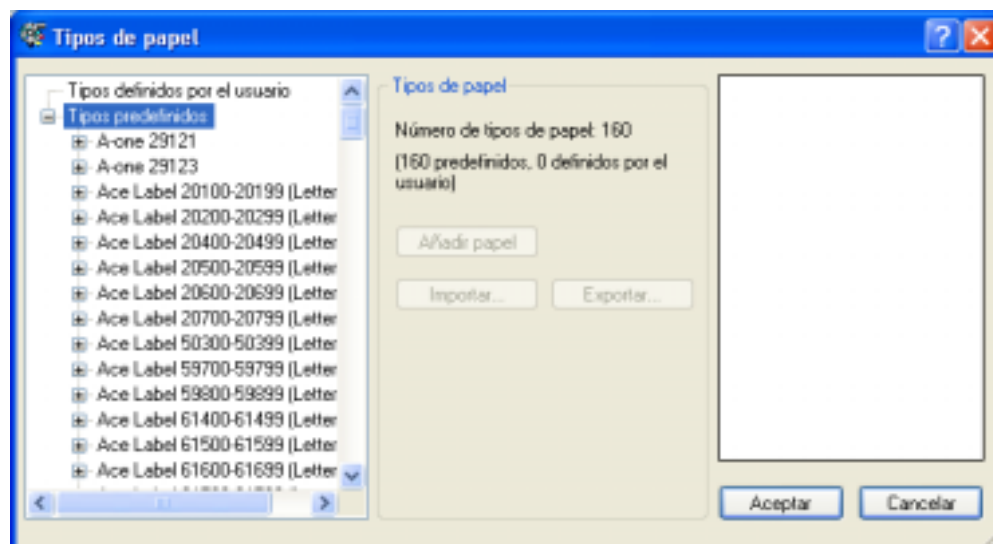 Tipos de papel
Tipos definidos por el usuario
Tipos predefinidos
A-one 29121
A-one 29123
Ace Label 20100-20199 (Letter
Ace Label 20200-20299 (Letter
Ace Label 20400-20499 (Letter
Ace Label 20500-20599 (Letter
Ace Label 20600-20699 (Letter
Ace Label 20700-20799 (Letter
Ace Label 50300-50399 (Letter
Ace Label 59700-59799 (Letter
Ace Label 59800-59899 (Letter
Ace Label 61400-61499 (Letter
Ace Label 61500-61599 (Letter
Ace Label 61600-61699 (Letter
Tipos de papel
Número de tipos de papel: 160
(160 predefinidos, 0 definidos por el
usuario)
Añadir papel
Importar...
Exportar...
Aceptar
Cancelar